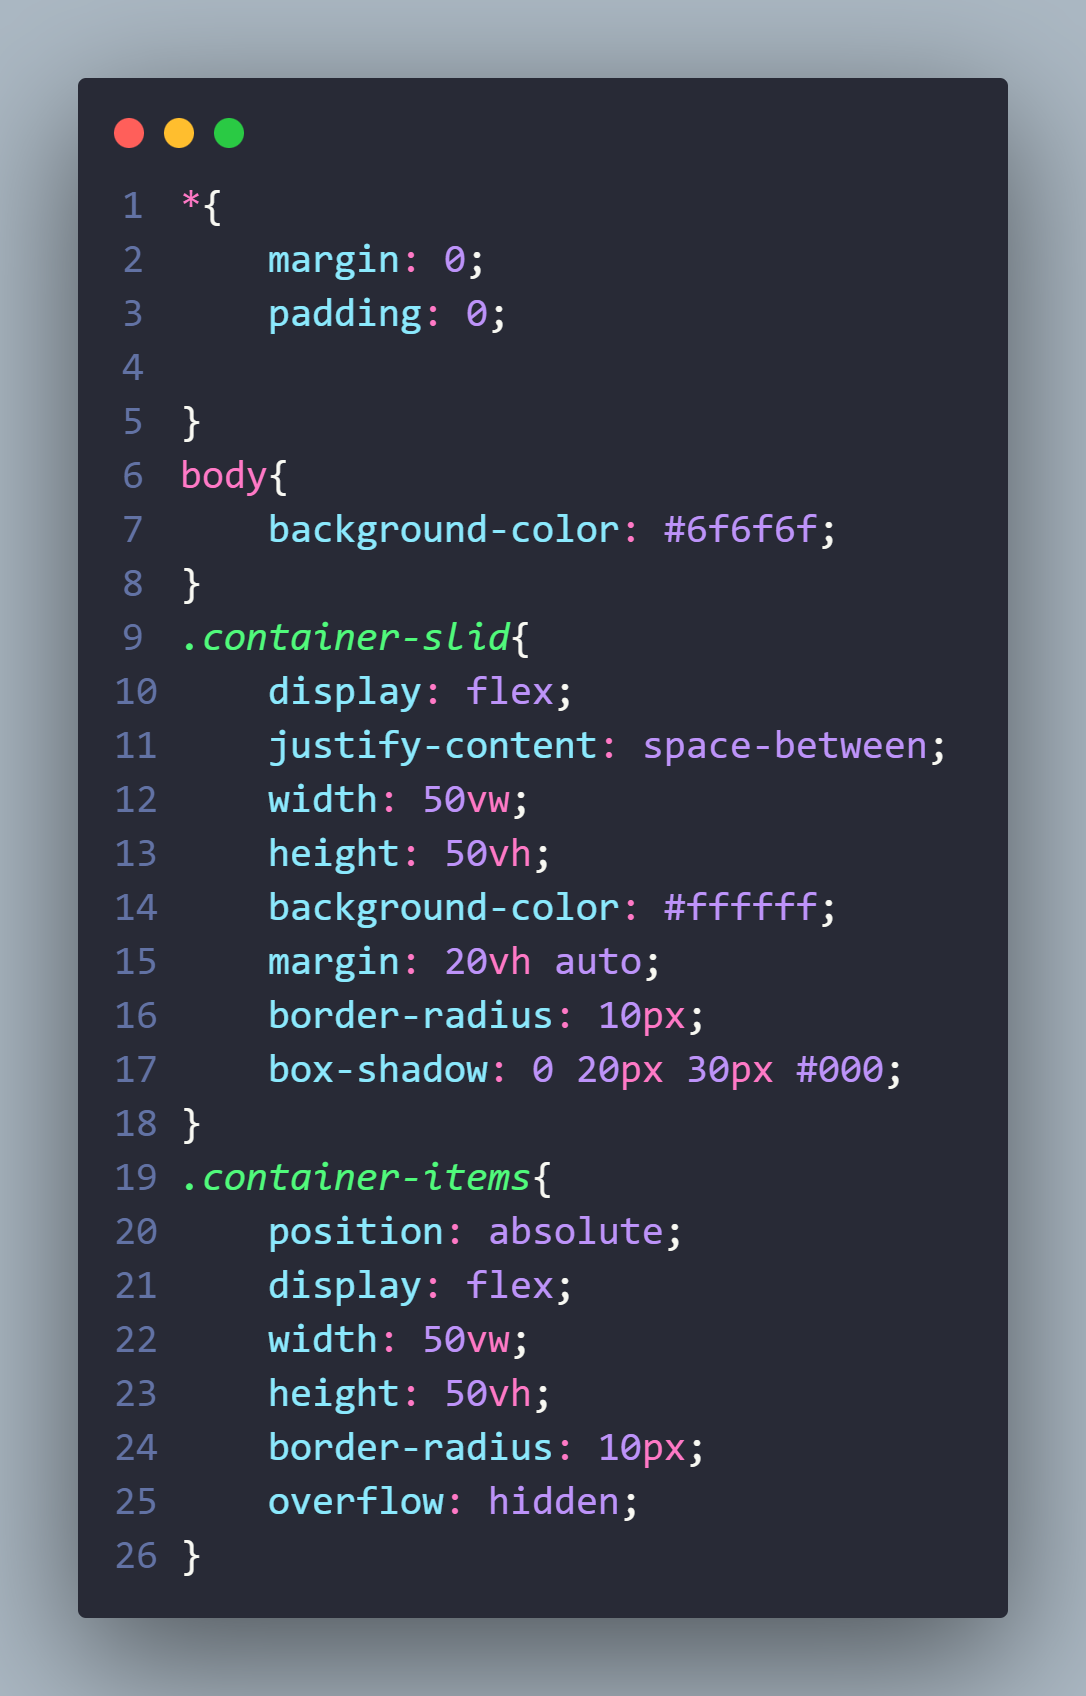 1 *{
2     margin: 0;
3     padding: 0;
4
5 }
6 body{
7     background-color: #6f6f6f;
8 }
9 .container-slid{
10     display: flex;
11     justify-content: space-between;
12     width: 50vw;
13     height: 50vh;
14     background-color: #ffffff;
15     margin: 20vh auto;
16     border-radius: 10px;
17     box-shadow: 0 20px 30px #000;
18 }
19 .container-items{
20     position: absolute;
21     display: flex;
22     width: 50vw;
23     height: 50vh;
24     border-radius: 10px;
25     overflow: hidden;
26 }